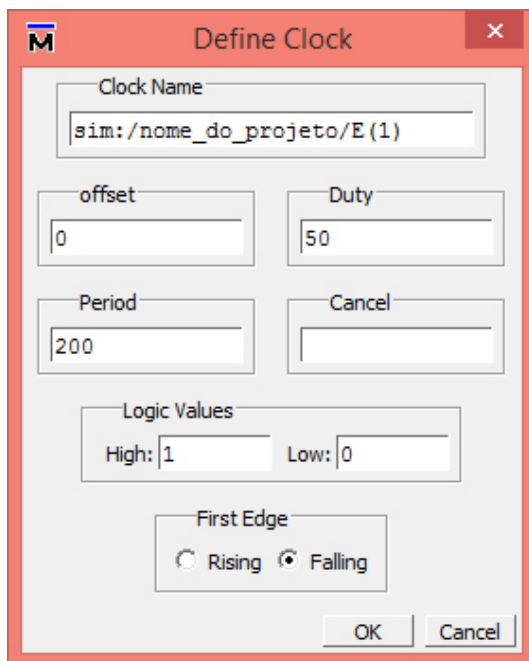 M
Define Clock
×
Clock Name
sim:/nome_do_projeto/E(1)
offset
Duty
0
50
Period
Cancel
200
Logic Values
High: 1 Low: 0
First Edge
Rising Falling
OK Cancel